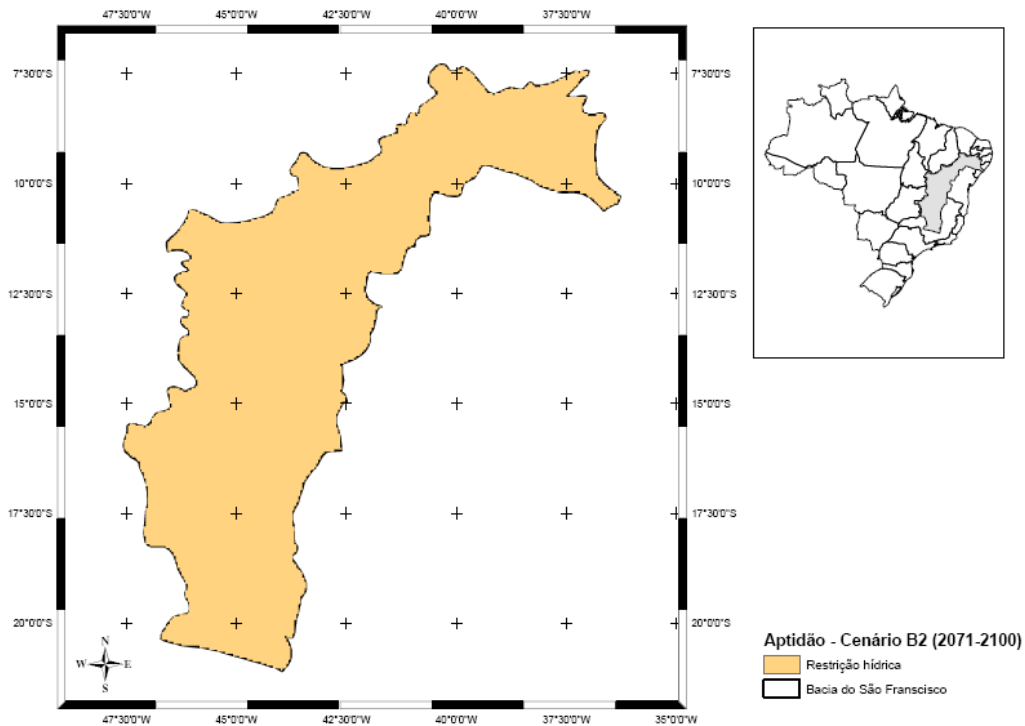 47°30'0"W 45°0'0"W 42°30'0"W 40°0'0"W 37°30'0"W
7°30'0"S 7°30'0"S
10°0'0"S 10°0'0"S
12°30'0"S 12°30'0"S
15°0'0"S 15°0'0"S
17°30'0"S 17°30'0"S
20°0'0"S 20°0'0"S
N
W E
S
47°30'0"W 45°0'0"W 42°30'0"W 40°0'0"W 37°30'0"W 35°0'0"W
Aptidão - Cenário B2 (2071-2100)
Restrição hídrica
Bacia do São Franscisco